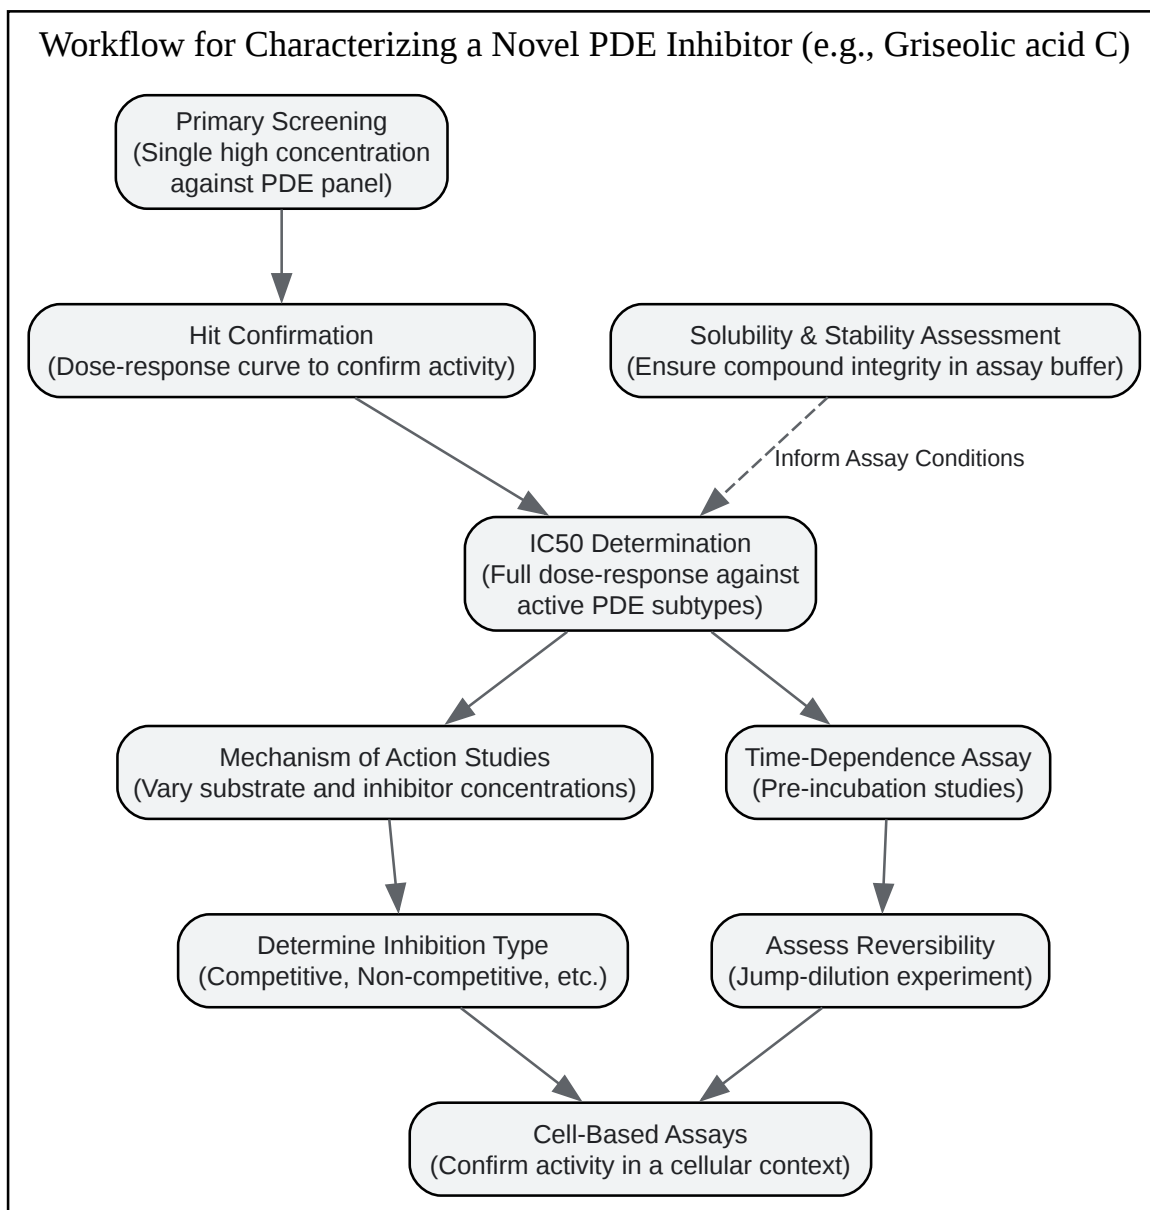 Workflow for Characterizing a Novel PDE Inhibitor (e.g., Griseolic acid C)
Primary Screening
(Single high concentration
against PDE panel)
Hit Confirmation
(Dose-response curve to confirm activity)
Solubility & Stability Assessment
(Ensure compound integrity in assay buffer)
Inform Assay Conditions
IC50 Determination
(Full dose-response against
active PDE subtypes)
Mechanism of Action Studies
(Vary substrate and inhibitor concentrations)
Time-Dependence Assay
(Pre-incubation studies)
Determine Inhibition Type
(Competitive, Non-competitive, etc.)
Assess Reversibility
(Jump-dilution experiment)
Cell-Based Assays
(Confirm activity in a cellular context)